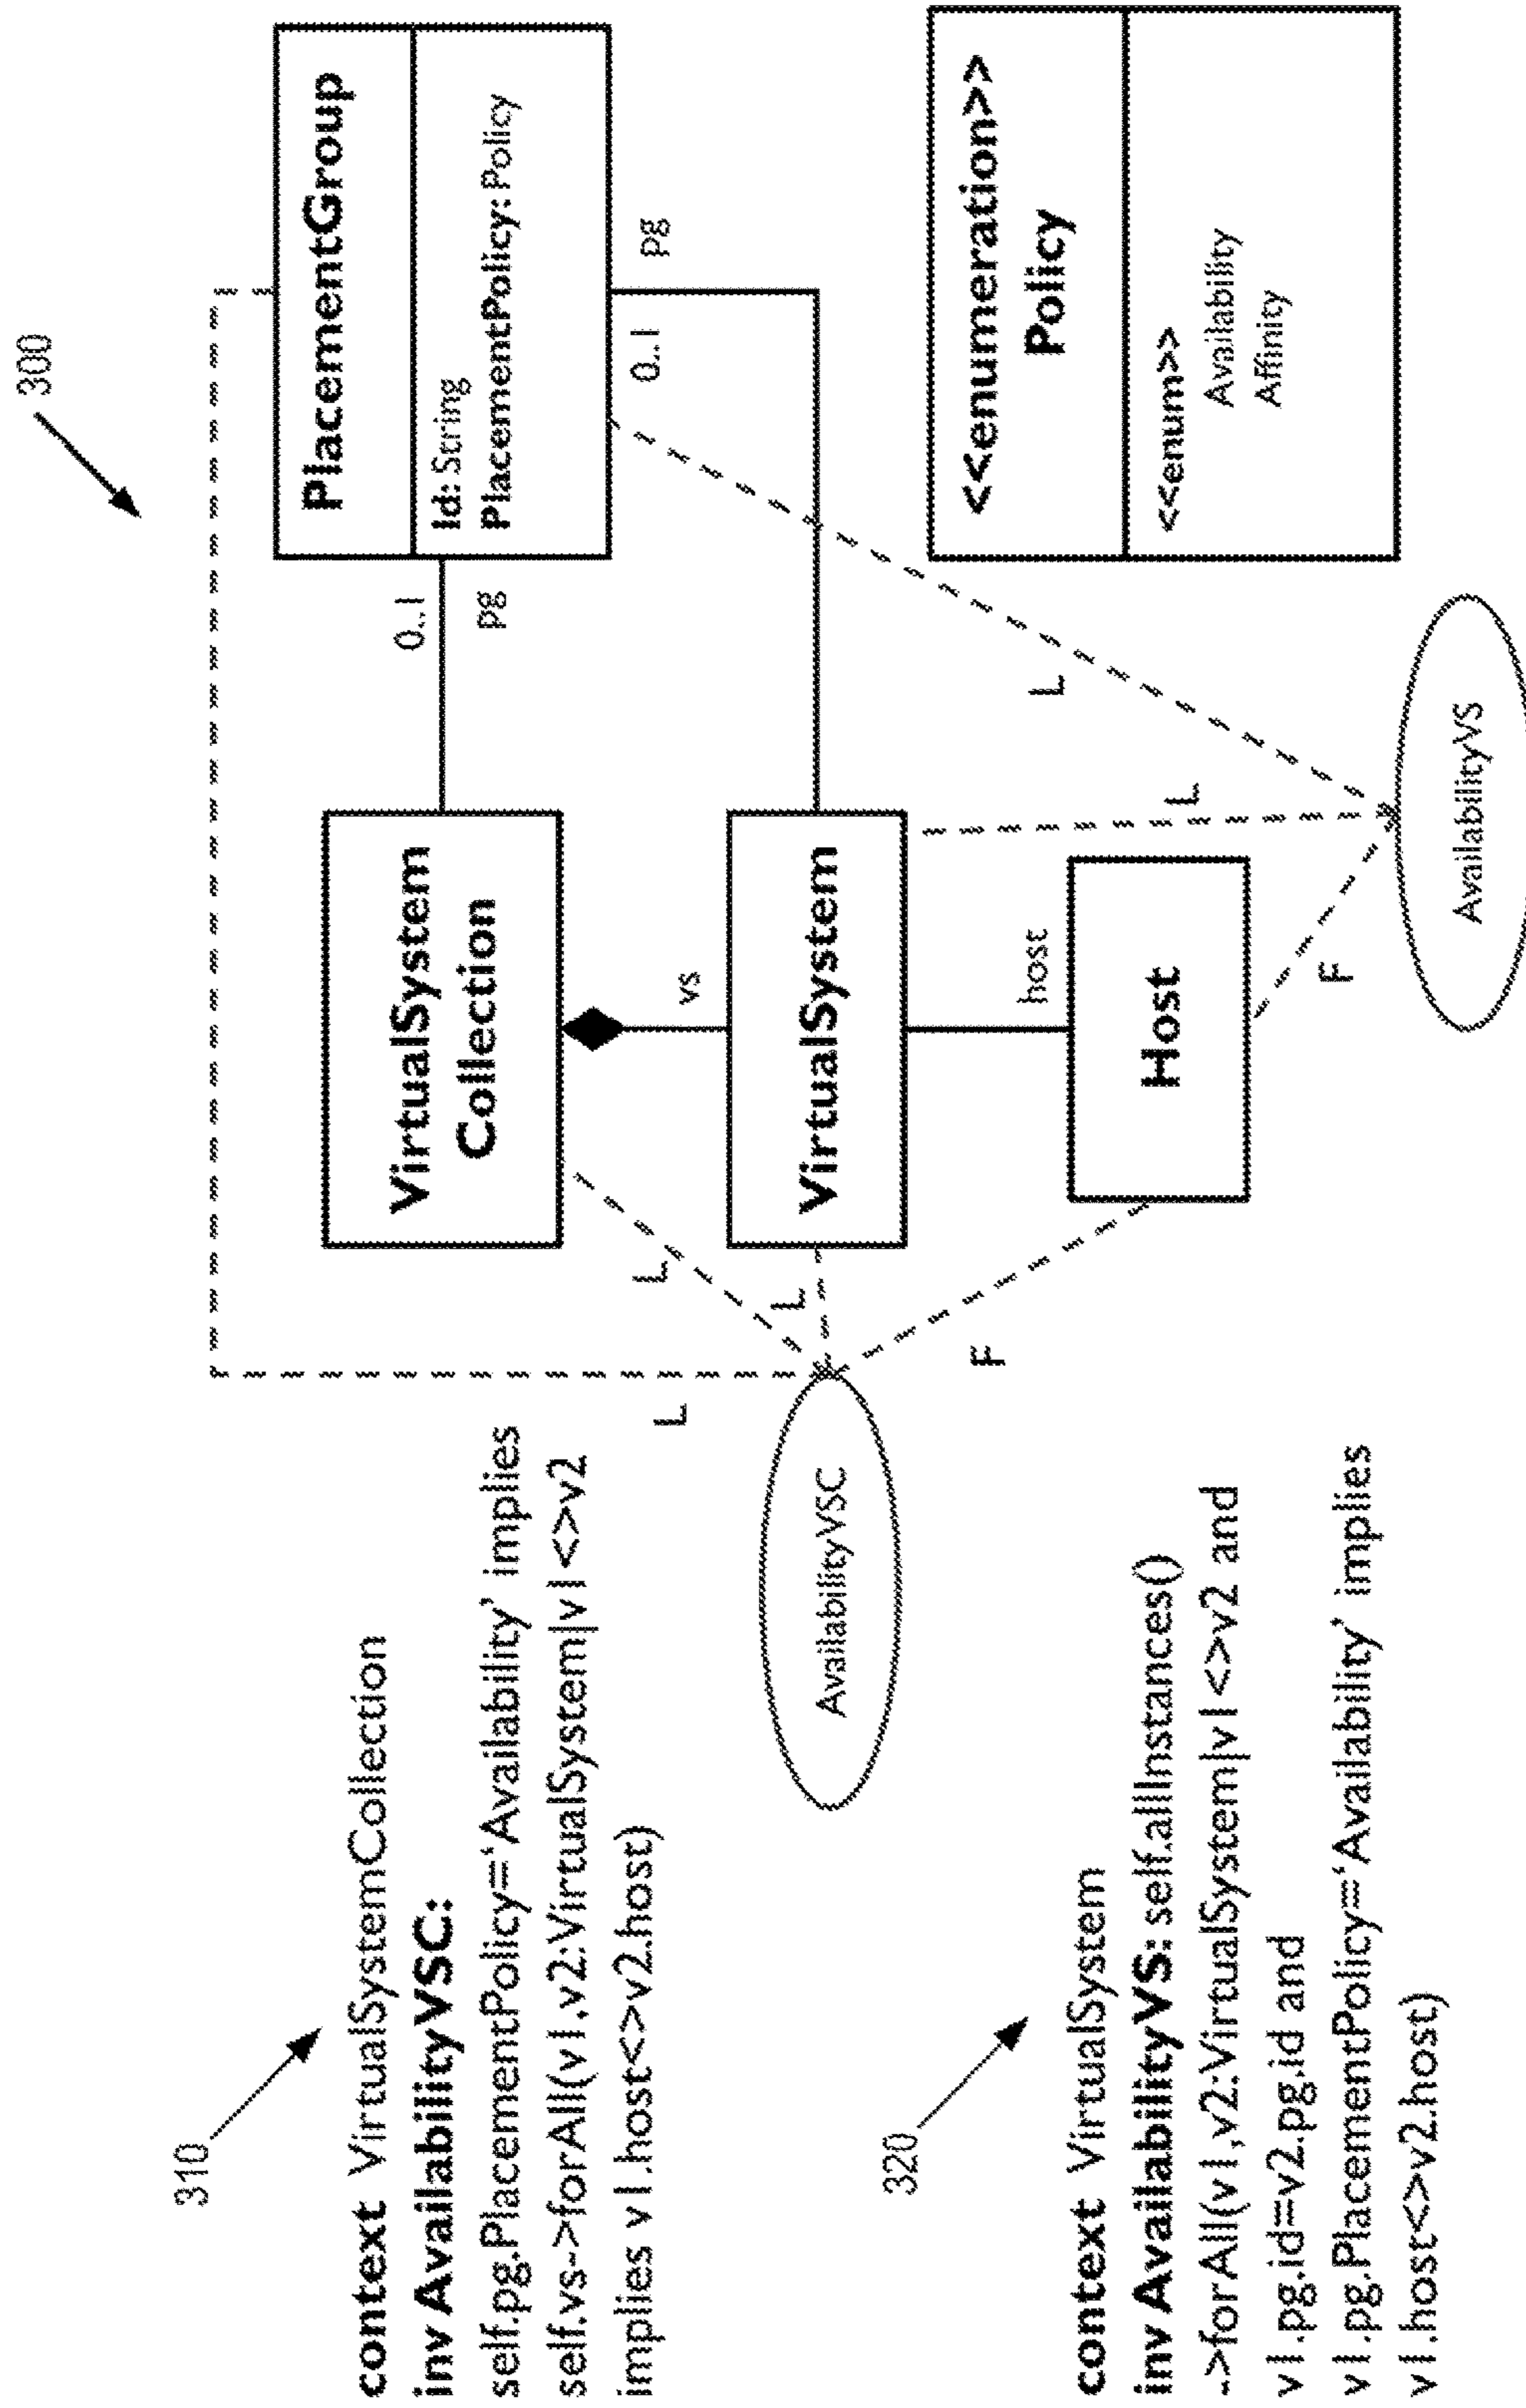 300
310
context VirtualSystemCollection
inv AvailabilityVSC:
self.pg.PlacementPolicy=‘Availability’ implies
self.vs->forAll(v1,v2:VirtualSystem|v1<>v2
implies v1.host<>v2.host)
320
context VirtualSystem
inv AvailabilityVS: self.allInstances()
->forAll(v1,v2:VirtualSystem|v1<>v2 and
v1.pg.id=v2.pg.id and
v1.pg.PlacementPolicy=‘Availability’ implies
v1.host<>v2.host)
AvailabilityVSC
L
L
L
F
VirtualSystem
Collection
vs
VirtualSystem
host
Host
0..1
pg
PlacementGroup
Id: String
PlacementPolicy: Policy
0..1
pg
L
L
F
AvailabilityVS
<<enumeration>>
Policy
<<enum>>
Availability
Affinity